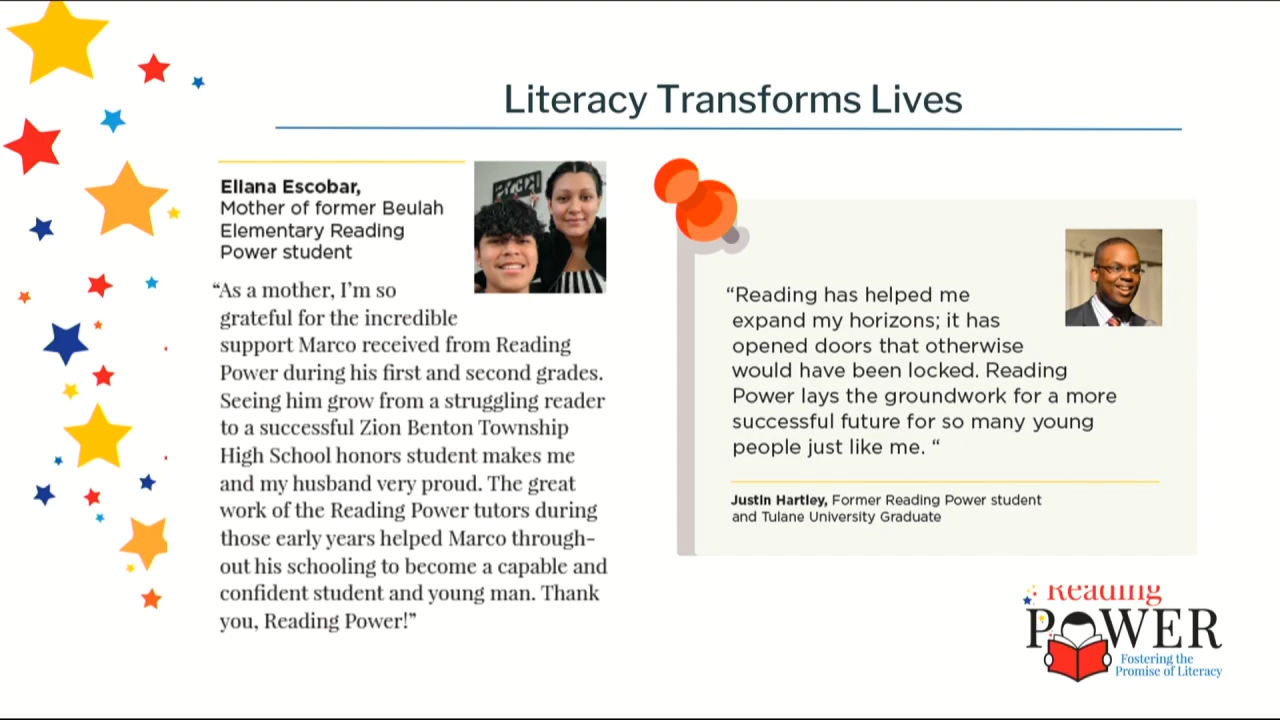 Literacy Transforms Lives
Eliana Escobar,
Mother of former Beulah
Elementary Reading
Power student
“As a mother, I’m so
grateful for the incredible
support Marco received from Reading
Power during his first and second grades.
Seeing him grow from a struggling reader
to a successful Zion Benton Township
High School honors student makes me
and my husband very proud. The great
work of the Reading Power tutors during
those early years helped Marco through-
out his schooling to become a capable and
confident student and young man. Thank
you, Reading Power!”
“Reading has helped me
expand my horizons; it has
opened doors that otherwise
would have been locked. Reading
Power lays the groundwork for a more
successful future for so many young
people just like me. “
Justin Hartley, Former Reading Power student
and Tulane University Graduate
Reading
POWER
Fostering the
Promise of Literacy